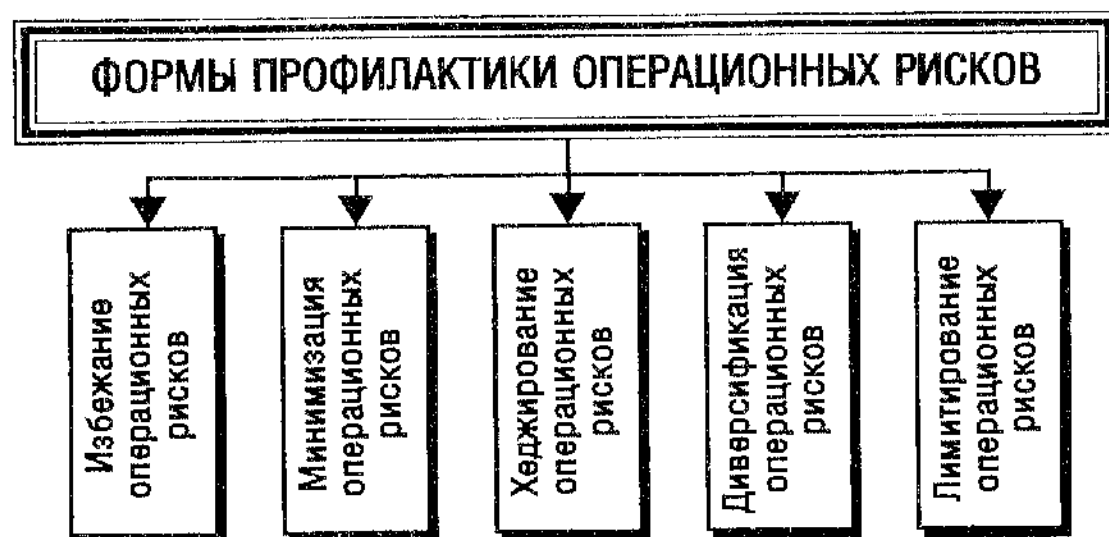 ФОРМЫ ПРОФИЛАКТИКИ ОПЕРАЦИОННЫХ РИСКОВ
Избежание
операционных
рисков
Минимизация
операционных
рисков
Хеджирование
операционных
рисков
Диверсификация
операционных
рисков
Лимитирование
операционных
рисков